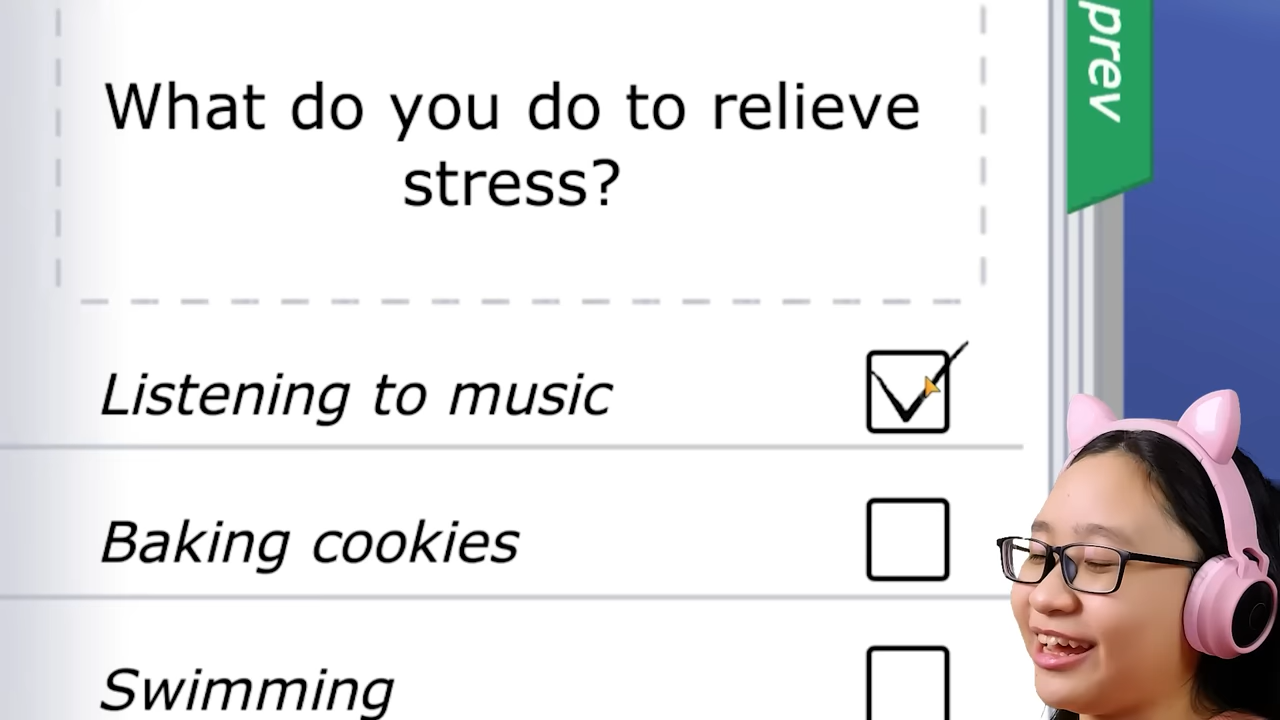 prev
What do you do to relieve
stress?
Listening to music
Baking cookies
Swimming